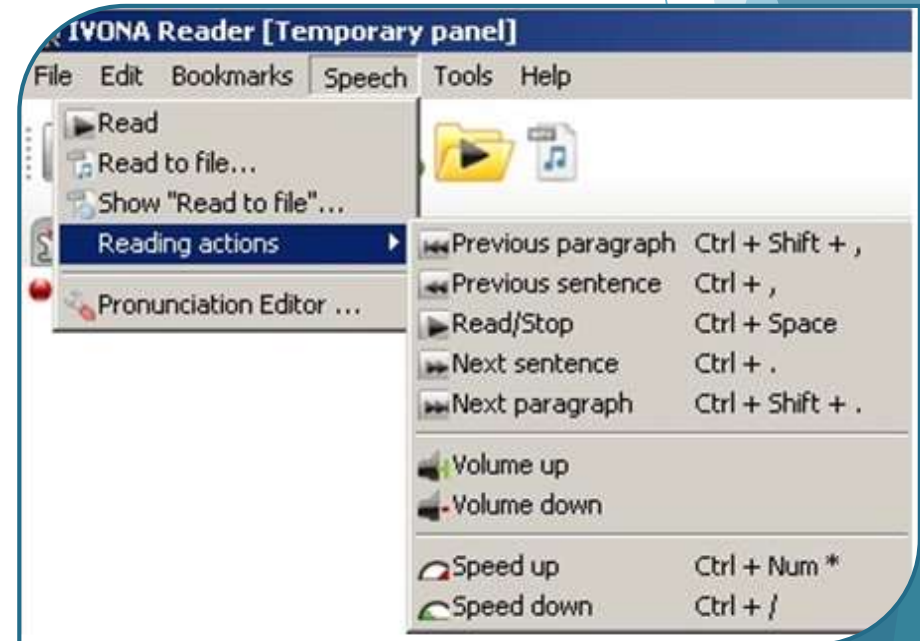 IVONA Reader [Temporary panel]
File Edit Bookmarks Speech Tools Help
Read
Read to file...
Show "Read to file"...
Reading actions
Pronunciation Editor ...
Previous paragraph Ctrl + Shift + ,
Previous sentence Ctrl + ,
Read/Stop Ctrl + Space
Next sentence Ctrl + .
Next paragraph Ctrl + Shift + .
Volume up
Volume down
Speed up Ctrl + Num *
Speed down Ctrl + /